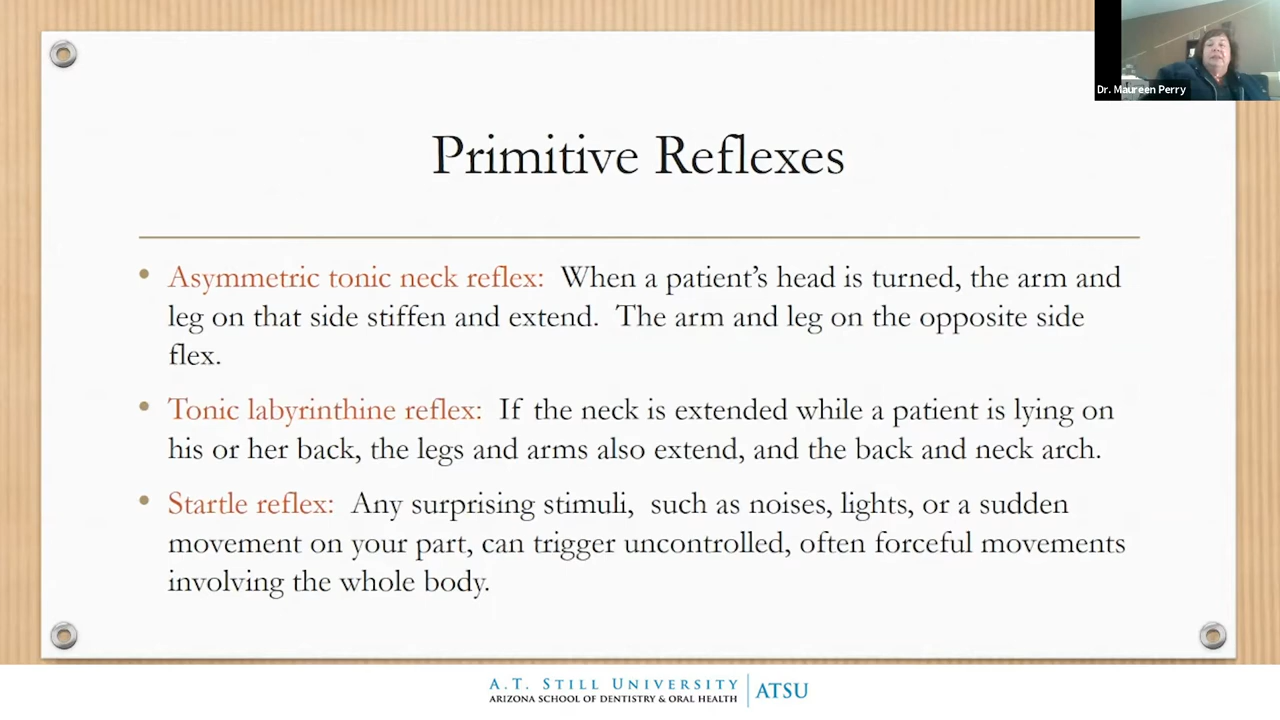 Dr. Maureen Perry
Primitive Reflexes
• Asymmetric tonic neck reflex:  When a patient’s head is turned, the arm and
leg on that side stiffen and extend.  The arm and leg on the opposite side
flex.
• Tonic labyrinthine reflex:  If the neck is extended while a patient is lying on
his or her back, the legs and arms also extend, and the back and neck arch.
• Startle reflex:  Any surprising stimuli,  such as noises, lights, or a sudden
movement on your part, can trigger uncontrolled, often forceful movements
involving the whole body.
A.T. STILL UNIVERSITY
ARIZONA SCHOOL OF DENTISTRY & ORAL HEALTH
ATSU